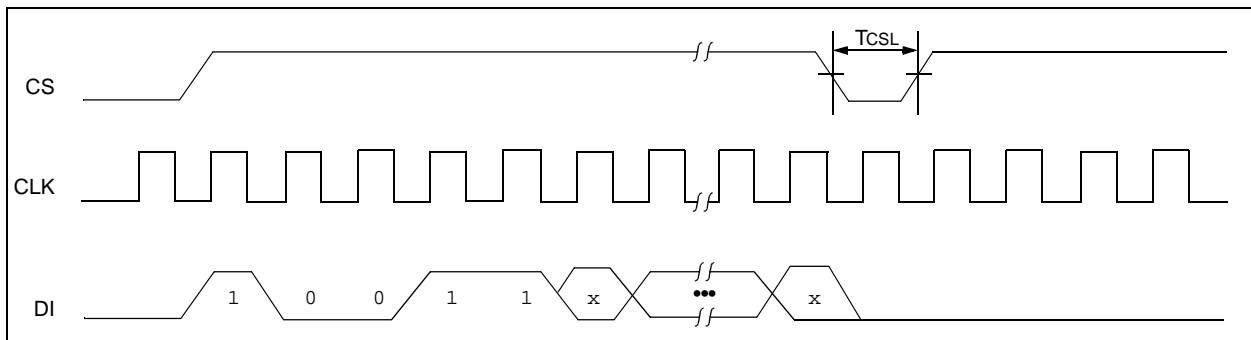 TCSL
CS
CLK
DI
1 0 0 1 1 x ••• x